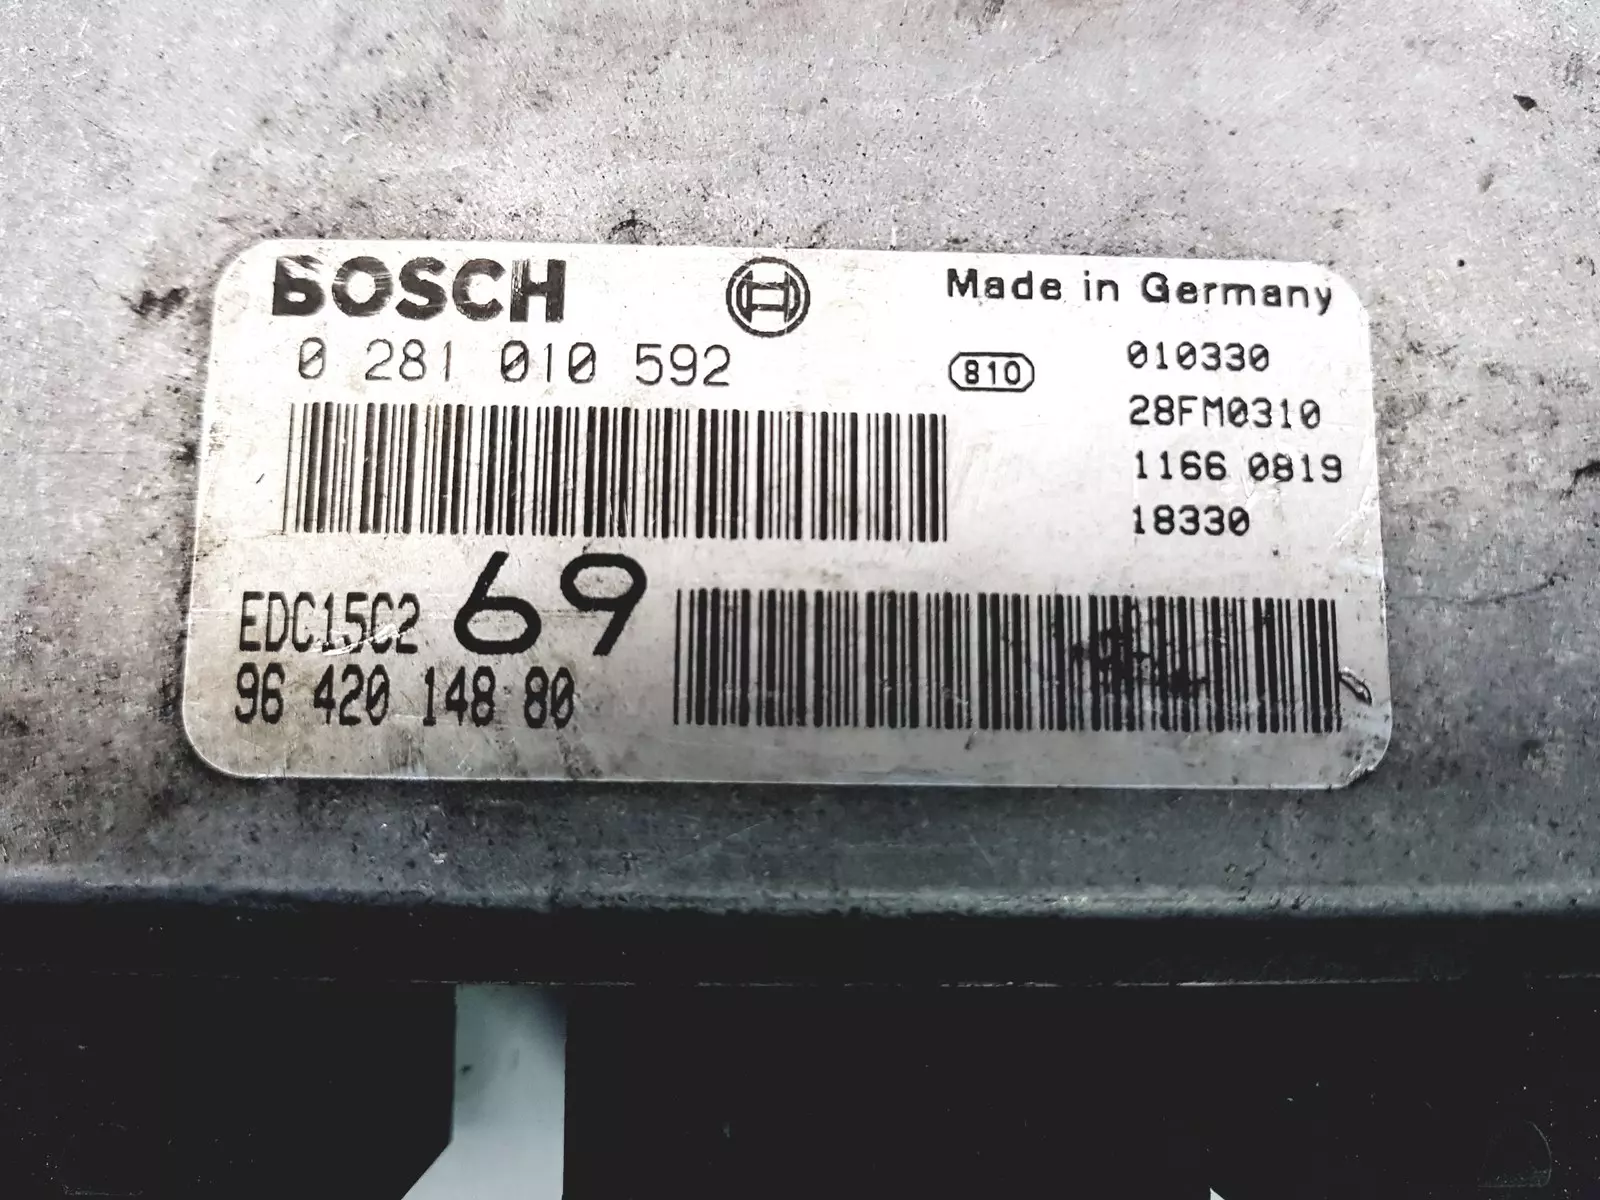 BOSCH
Made in Germany
0 281 010 592
810
010330
28FM0310
1166 0819
18330
EDC15C2 69
96 420 148 80